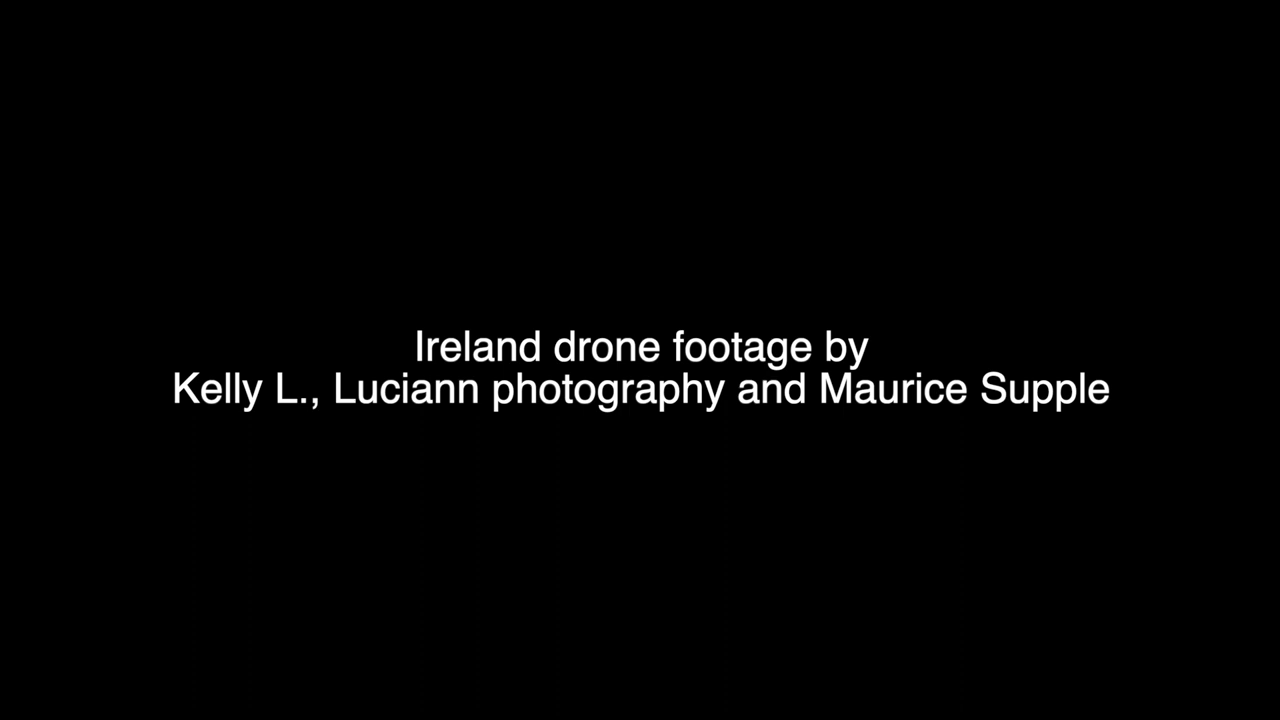 Ireland drone footage by
Kelly L., Luciann photography and Maurice Supple